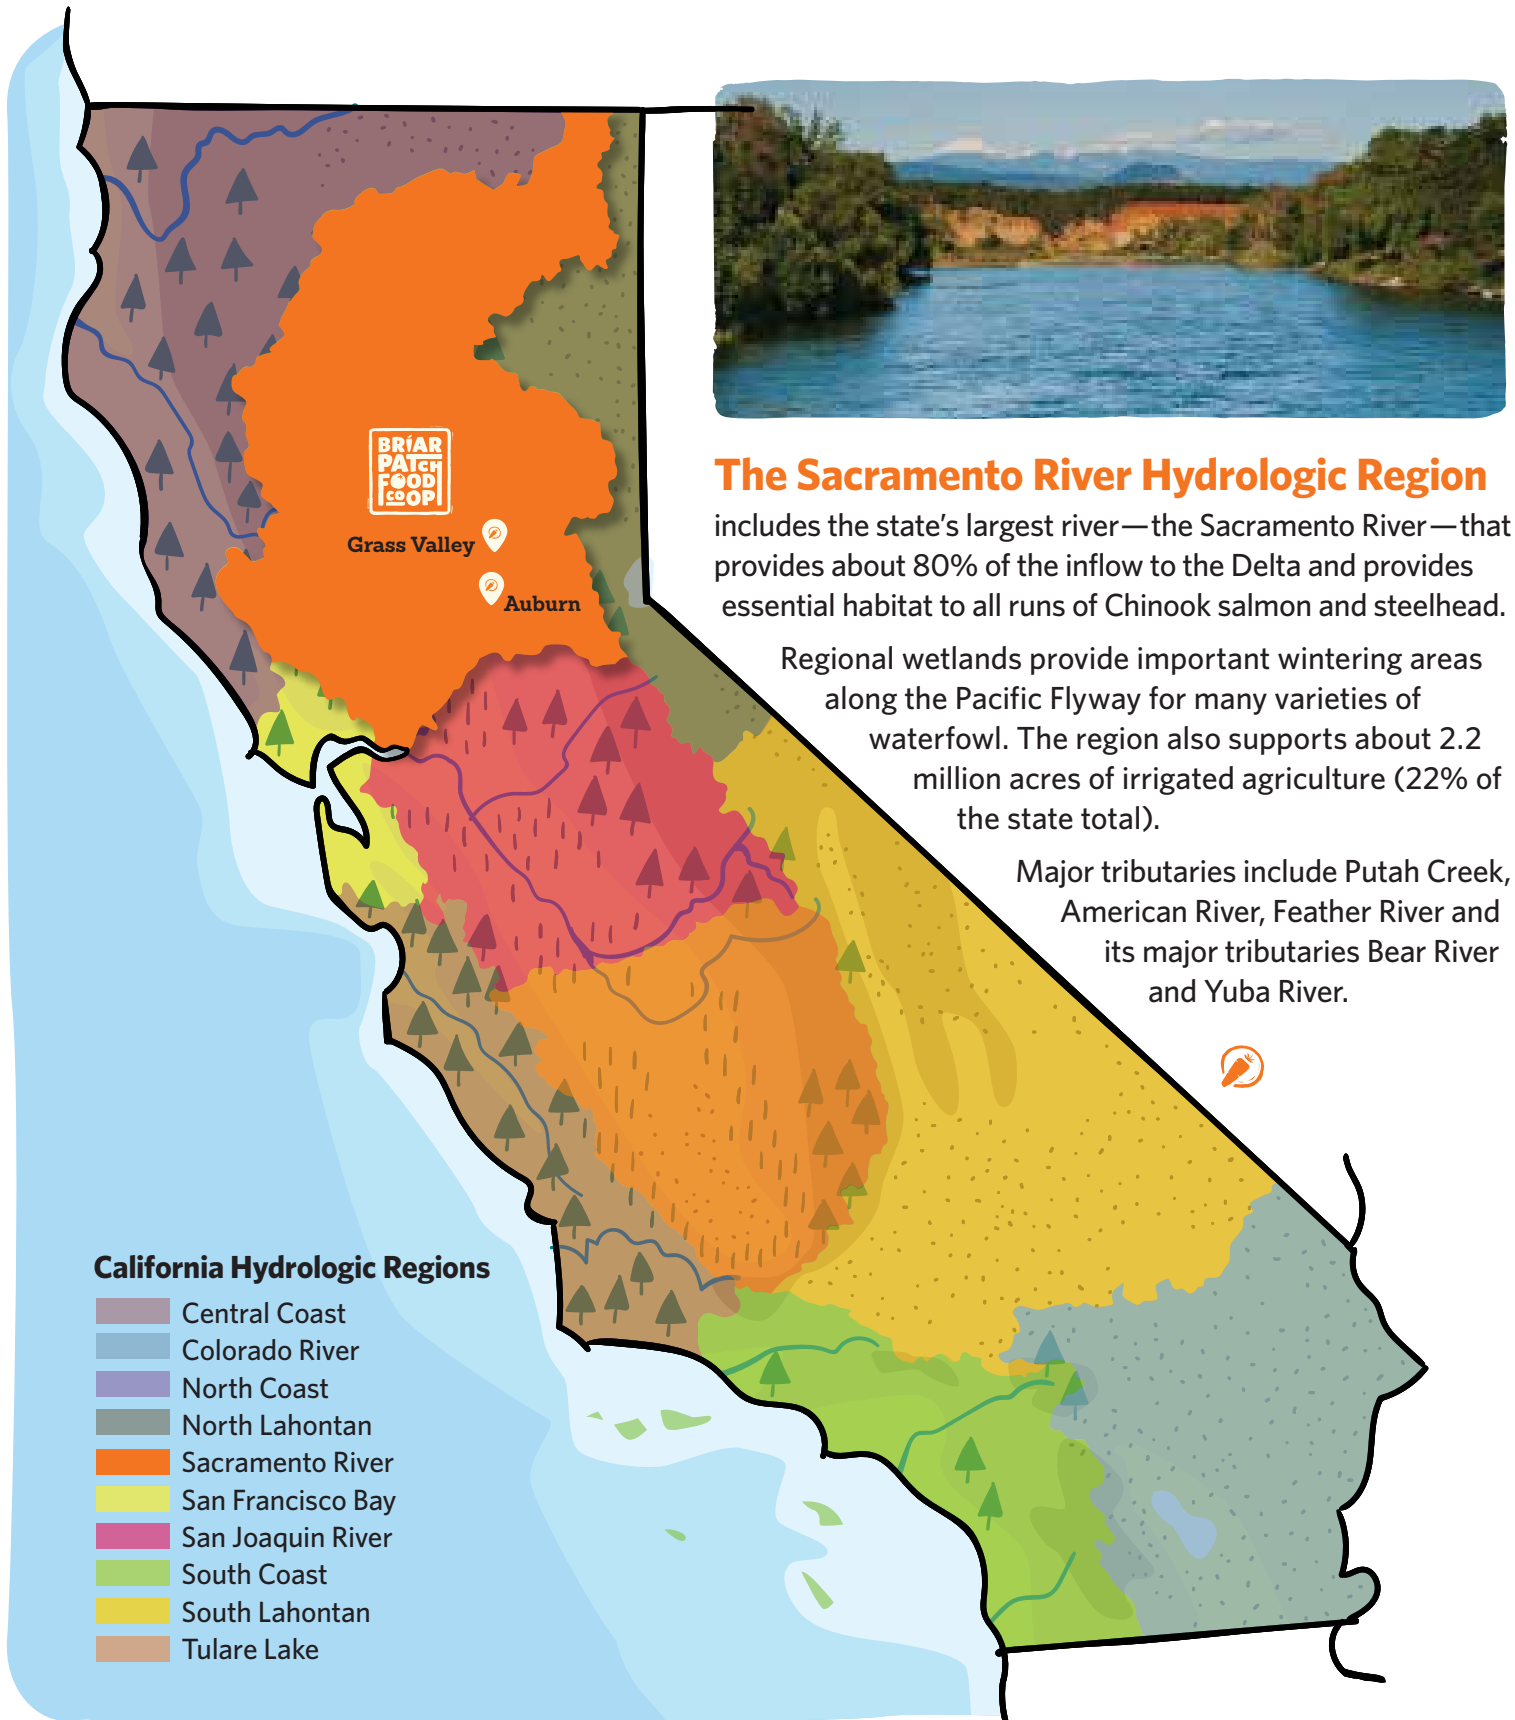 BRIAR
PATCH
FOOD
CO OP
Grass Valley
Auburn
The Sacramento River Hydrologic Region
includes the state’s largest river—the Sacramento River—that
provides about 80% of the inflow to the Delta and provides
essential habitat to all runs of Chinook salmon and steelhead.
Regional wetlands provide important wintering areas
along the Pacific Flyway for many varieties of
waterfowl. The region also supports about 2.2
million acres of irrigated agriculture (22% of
the state total).
Major tributaries include Putah Creek,
American River, Feather River and
its major tributaries Bear River
and Yuba River.
California Hydrologic Regions
Central Coast
Colorado River
North Coast
North Lahontan
Sacramento River
San Francisco Bay
San Joaquin River
South Coast
South Lahontan
Tulare Lake